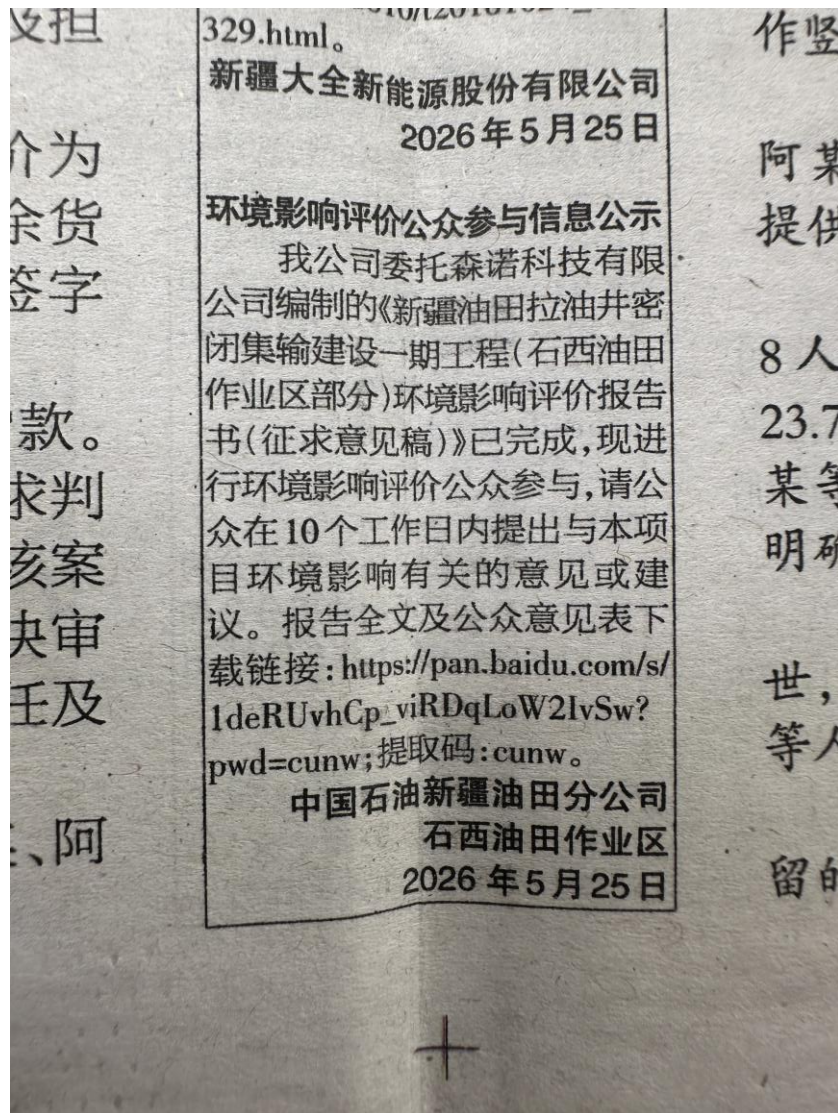 329.html。
新疆大全新能源股份有限公司
2026年5月25日
环境影响评价公众参与信息公示
我公司委托森诺科技有限
公司编制的《新疆油田拉油井密
闭集输建设一期工程(石西油田
作业区部分)环境影响评价报告
书(征求意见稿)》已完成,现进
行环境影响评价公众参与,请公
众在10个工作日内提出与本项
目环境影响有关的意见或建
议。报告全文及公众意见表下
载链接:https://pan.baidu.com/s/
1deRUvhCp_viRDqLoW2IvSw?
pwd=cunw;提取码:cunw。
中国石油新疆油田分公司
石西油田作业区
2026年5月25日
及担
介为
余货
签字
款。
求判
该案
决审
任及
、阿
作竖
阿某
提供
8人
23.7
某等
明确
世,
等人
留的